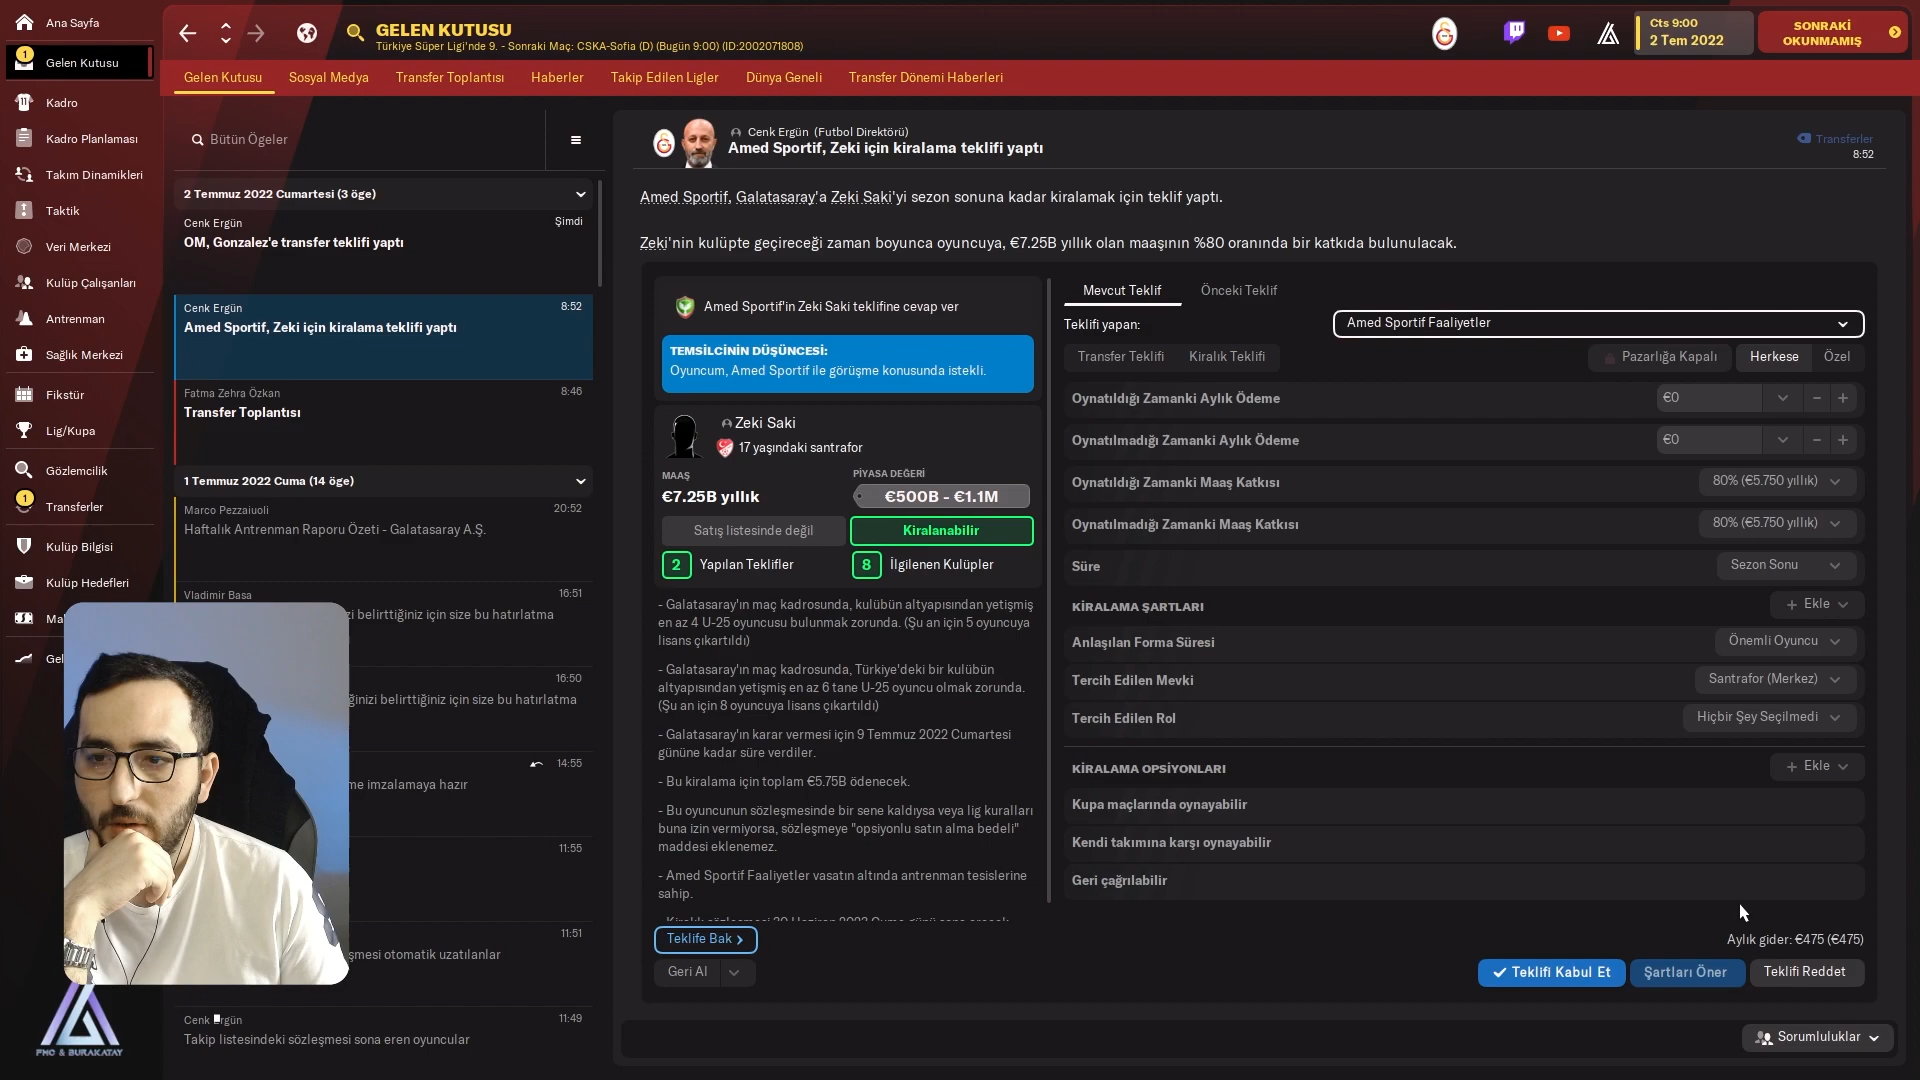 Ana Sayfa
1
Gelen Kutusu
Kadro
Kadro Planlaması
Takım Dinamikleri
Taktik
Veri Merkezi
Kulüp Çalışanları
Antrenman
Sağlık Merkezi
Fikstür
Lig/Kupa
Gözlemcilik
1
Transferler
Kulüp Bilgisi
Kulüp Hedefleri
GELEN KUTUSU
Türkiye Süper Ligi'nde 9. - Sonraki Maç: CSKA-Sofia (D) (Bugün 9:00) (ID:2002071808)
Cts 9:00
2 Tem 2022
SONRAKİ
OKUNMAMIŞ
Gelen Kutusu
Sosyal Medya
Transfer Toplantısı
Haberler
Takip Edilen Ligler
Dünya Geneli
Transfer Dönemi Haberleri
Bütün Ögeler
2 Temmuz 2022 Cumartesi (3 öge)
Cenk Ergün
Şimdi
OM, Gonzalez'e transfer teklifi yaptı
Cenk Ergün
8:52
Amed Sportif, Zeki için kiralama teklifi yaptı
Fatma Zehra Özkan
8:46
Transfer Toplantısı
1 Temmuz 2022 Cuma (14 öge)
Marco Pezzaiuoli
20:52
Haftalık Antrenman Raporu Özeti - Galatasaray A.Ş.
Vladimir Basa
16:51
belirttiğiniz için size bu hatırlatma
16:50
ğinizi belirttiğiniz için size bu hatırlatma
14:55
me imzalamaya hazır
11:55
11:51
şmesi otomatik uzatılanlar
Cenk Ergün
11:49
Takip listesindeki sözleşmesi sona eren oyuncular
FMC & BURAKATAY
Cenk Ergün (Futbol Direktörü)
Amed Sportif, Zeki için kiralama teklifi yaptı
Transferler
8:52
Amed Sportif, Galatasaray'a Zeki Saki'yi sezon sonuna kadar kiralamak için teklif yaptı.
Zeki'nin kulüpte geçireceği zaman boyunca oyuncuya, €7.25B yıllık olan maaşının %80 oranında bir katkıda bulunulacak.
Amed Sportif'in Zeki Saki teklifine cevap ver
TEMSİLCİNİN DÜŞÜNCESİ:
Oyuncum, Amed Sportif ile görüşme konusunda istekli.
Zeki Saki
17 yaşındaki santrafor
MAAŞ
PİYASA DEĞERİ
€7.25B yıllık
€500B - €1.1M
Satış listesinde değil
Kiralanabilir
2 Yapılan Teklifler
8 İlgilenen Kulüpler
- Galatasaray'ın maç kadrosunda, kulübün altyapısından yetişmiş
en az 4 U-25 oyuncusu bulunmak zorunda. (Şu an için 5 oyuncuya
lisans çıkartıldı)
- Galatasaray'ın maç kadrosunda, Türkiye'deki bir kulübün
altyapısından yetişmiş en az 6 tane U-25 oyuncu olmak zorunda.
(Şu an için 8 oyuncuya lisans çıkartıldı)
- Galatasaray'ın karar vermesi için 9 Temmuz 2022 Cumartesi
gününe kadar süre verdiler.
- Bu kiralama için toplam €5.75B ödenecek.
- Bu oyuncunun sözleşmesinde bir sene kaldıysa veya lig kuralları
buna izin vermiyorsa, sözleşmeye "opsiyonlu satın alma bedeli"
maddesi eklenemez.
- Amed Sportif Faaliyetler vasatın altında antrenman tesislerine
sahip.
Teklife Bak
Geri Al
Mevcut Teklif
Önceki Teklif
Teklifi yapan:
Amed Sportif Faaliyetler
Transfer Teklifi
Kiralık Teklifi
Pazarlığa Kapalı
Herkese
Özel
Oynatıldığı Zamanki Aylık Ödeme
€0
Oynatılmadığı Zamanki Aylık Ödeme
€0
Oynatıldığı Zamanki Maaş Katkısı
80% (€5.750 yıllık)
Oynatılmadığı Zamanki Maaş Katkısı
80% (€5.750 yıllık)
Süre
Sezon Sonu
KİRALAMA ŞARTLARI
+ Ekle
Anlaşılan Forma Süresi
Önemli Oyuncu
Tercih Edilen Mevki
Santrafor (Merkez)
Tercih Edilen Rol
Hiçbir Şey Seçilmedi
KİRALAMA OPSİYONLARI
+ Ekle
Kupa maçlarında oynayabilir
Kendi takımına karşı oynayabilir
Geri çağrılabilir
Aylık gider: €475 (€475)
Teklifi Kabul Et
Şartları Öner
Teklifi Reddet
Sorumluluklar